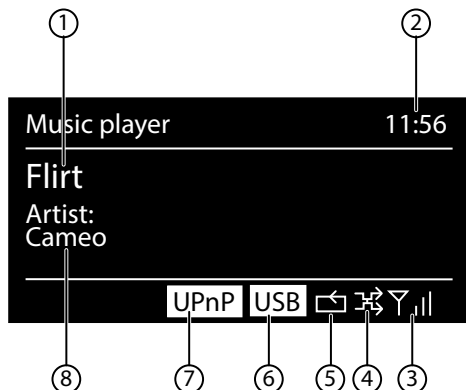 ① ②
Music player 11:56
Flirt
Artist:
Cameo
UPnP USB
⑧ ⑦ ⑥ ⑤ ④ ③